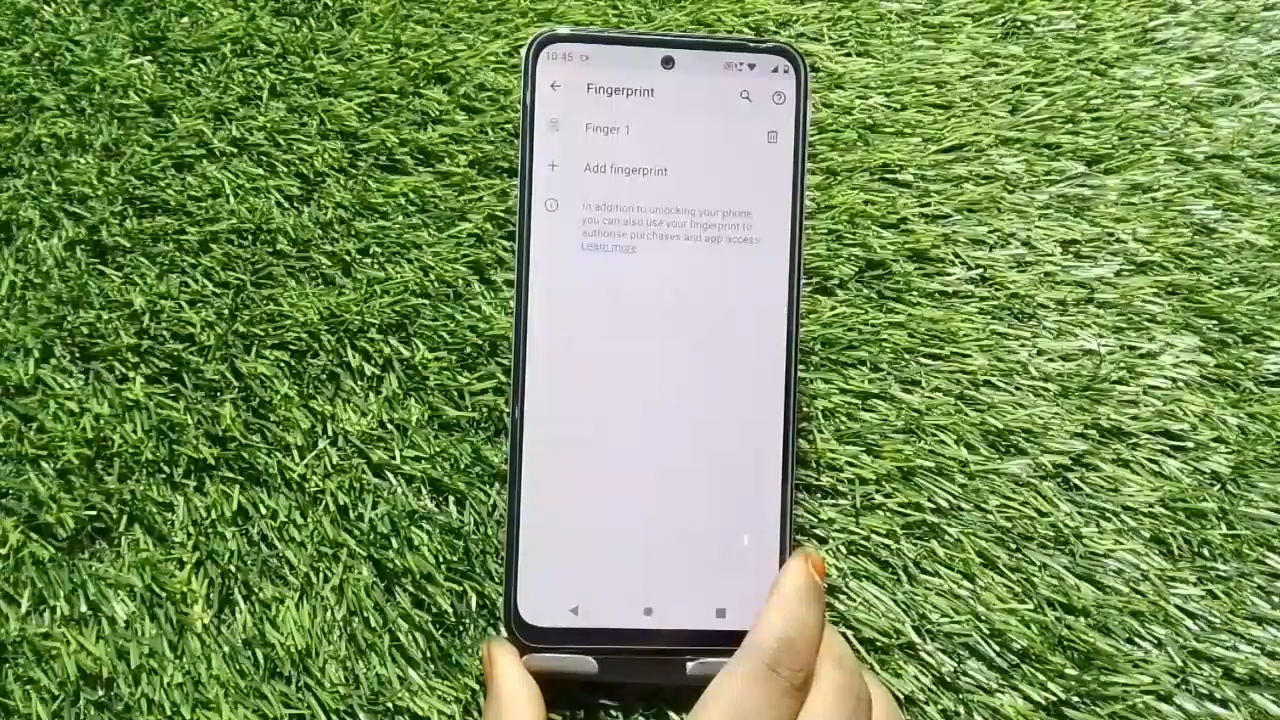 10:45
Fingerprint
Finger 1
Add fingerprint
In addition to unlocking your phone,
you can also use your fingerprint to
authorise purchases and app access.
Learn more